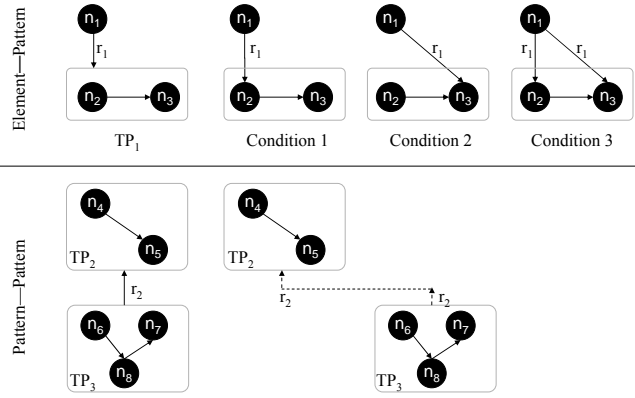 Element—Pattern
n1 n1 n1 n1
r1 r1 r1 r1 r1
n2 n3 n2 n3 n2 n3 n2 n3
TP1 Condition 1 Condition 2 Condition 3
Pattern—Pattern
n4 n4
n5 n5
TP2 TP2
r2 r2 r2
n6 n7 n6 n7
n8 n8
TP3 TP3